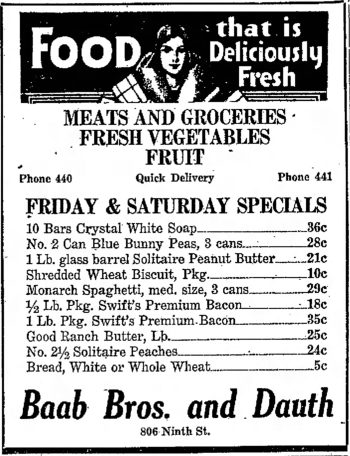 FOOD that is
Deliciously
Fresh
MEATS AND GROCERIES
FRESH VEGETABLES
FRUIT
Phone 440 Quick Delivery Phone 441
FRIDAY & SATURDAY SPECIALS
10 Bars Crystal White Soap 36c
No. 2 Can Blue Bunny Peas, 3 cans 28c
1 Lb. glass barrel Solitaire Peanut Butter 21c
Shredded Wheat Biscuit, Pkg. 10c
Monarch Spaghetti, med. size, 3 cans 29c
½ Lb. Pkg. Swift's Premium Bacon 18c
1 Lb. Pkg. Swift's Premium Bacon 35c
Good Ranch Butter, Lb. 25c
No. 2½ Solitaire Peaches 24c
Bread, White or Whole Wheat 5c
Baab Bros. and Dauth
806 Ninth St.